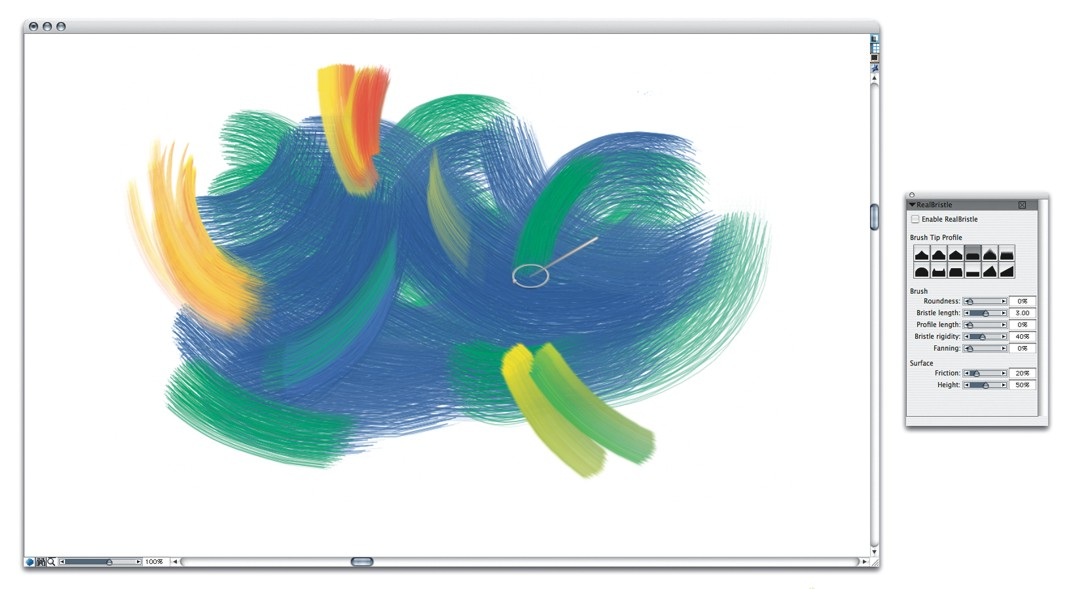 RealBristle
Enable RealBristle
Brush Tip Profile
Brush
Roundness: 0%
Bristle length: 3.00
Profile length: 0%
Bristle rigidity: 40%
Fanning: 0%
Surface
Friction: 20%
Height: 50%
100%